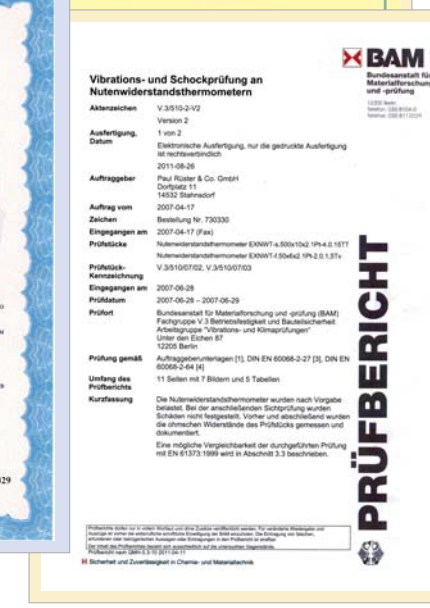 BAM
Bundesanstalt für
Materialforschung
und -prüfung
12200 Berlin
Vibrations- und Schockprüfung an
Nutenwiderstandsthermometern
Aktenzeichen V.3/510-2-V2
Version 2
Ausfertigung, 1 von 2
Datum
Elektronische Ausfertigung, nur die gedruckte Ausfertigung
ist rechtsverbindlich
2011-08-26
Auftraggeber Paul Rüster & Co. GmbH
Dorfplatz 11
14532 Stahnsdorf
Auftrag vom 2007-04-17
Zeichen Bestellung Nr. 730330
Eingegangen am 2007-04-17 (Fax)
Prüfstücke Nutenwiderstandsthermometer
Nutenwiderstandsthermometer
Prüfstück- V.3/510/07/02, V.3/510/07/03
Kennzeichnung
Eingegangen am 2007-06-28
Prüfdatum 2007-06-28 – 2007-06-29
Prüfort Bundesanstalt für Materialforschung und -prüfung (BAM)
Fachgruppe V.3 Betriebsfestigkeit und Bauteilsicherheit
Arbeitsgruppe "Vibrations- und Klimaprüfungen"
Unter den Eichen 87
12205 Berlin
Prüfung gemäß Auftraggeberunterlagen [1], DIN EN 60068-2-27 [3], DIN EN
60068-2-64 [4]
Umfang des 11 Seiten mit 7 Bildern und 5 Tabellen
Prüfberichts
Kurzfassung Die Nutenwiderstandsthermometer wurden nach Vorgabe
belastet. Bei der anschließenden Sichtprüfung wurden
Schäden nicht festgestellt. Vorher und abschließend wurden
die ohmschen Widerstände des Prüfstücks gemessen und
dokumentiert.
Eine mögliche Vergleichbarkeit der durchgeführten Prüfung
mit EN 61373:1999 wird in Abschnitt 3.3 beschrieben.
PRÜFBERICHT
Sicherheit und Zuverlässigkeit in Chemie- und Materialtechnik